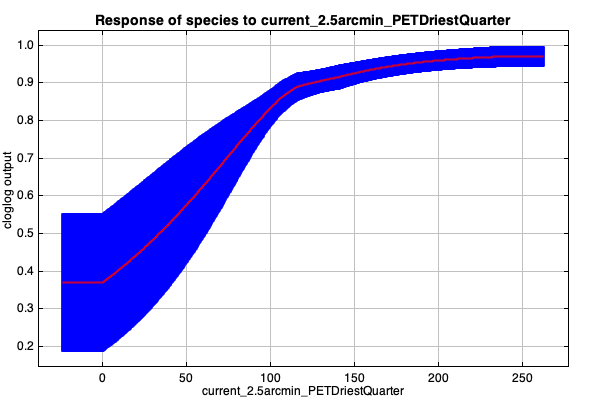 Response of species to current_2.5arcmin_PETDriestQuarter
1.0
0.9
0.8
0.7
0.6
0.5
0.4
0.3
0.2
cloglog output
0 50 100 150 200 250
current_2.5arcmin_PETDriestQuarter